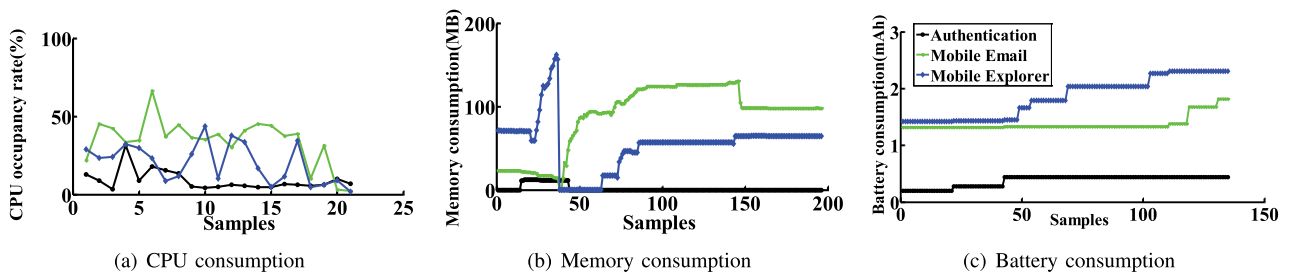 CPU occupancy rate(%)
100
50
0
0 5 10 15 20 25
Samples
(a) CPU consumption
Memory consumption(MB)
200
100
0
0 50 100 150 200
Samples
(b) Memory consumption
Battery consumption(mAh)
3
2
1
0
0 50 100 150
Samples
Authentication
Mobile Email
Mobile Explorer
(c) Battery consumption